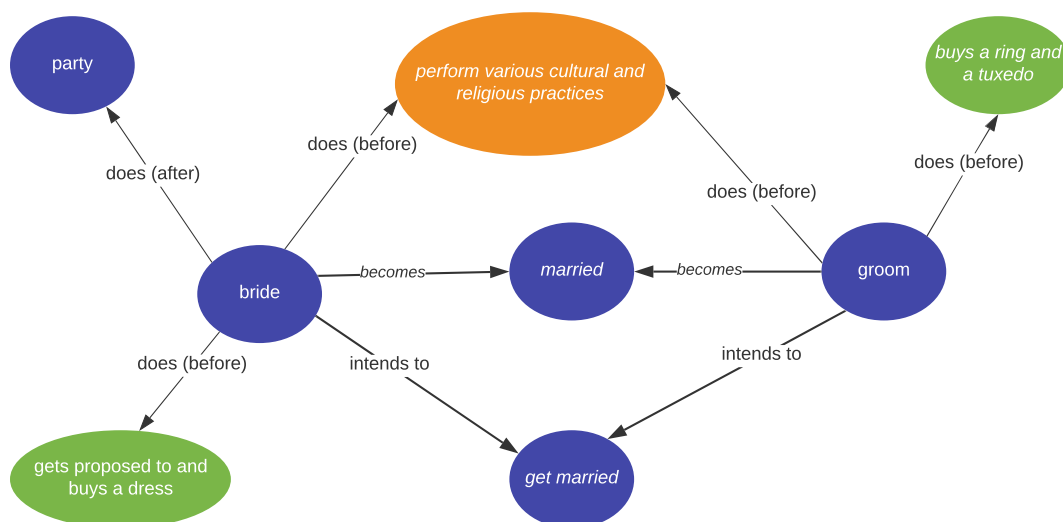 party
perform various cultural and
religious practices
buys a ring and
a tuxedo
does (before)
does (after)
does (before)
does (before)
bride
becomes
married
becomes
groom
does (before)
intends to
intends to
gets proposed to and
buys a dress
get married